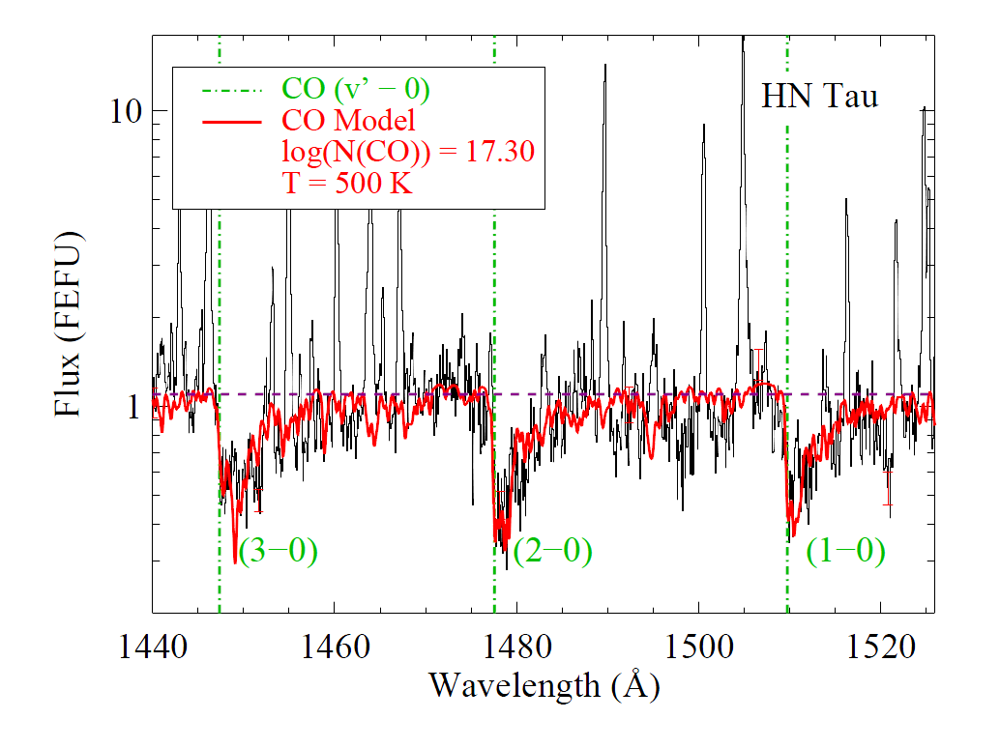 HN Tau
CO (v’ − 0)
CO Model
log(N(CO)) = 17.30
T = 500 K
10
1
Flux (FEFU)
(3−0)
(2−0)
(1−0)
1440
1460
1480
1500
1520
Wavelength (Å)